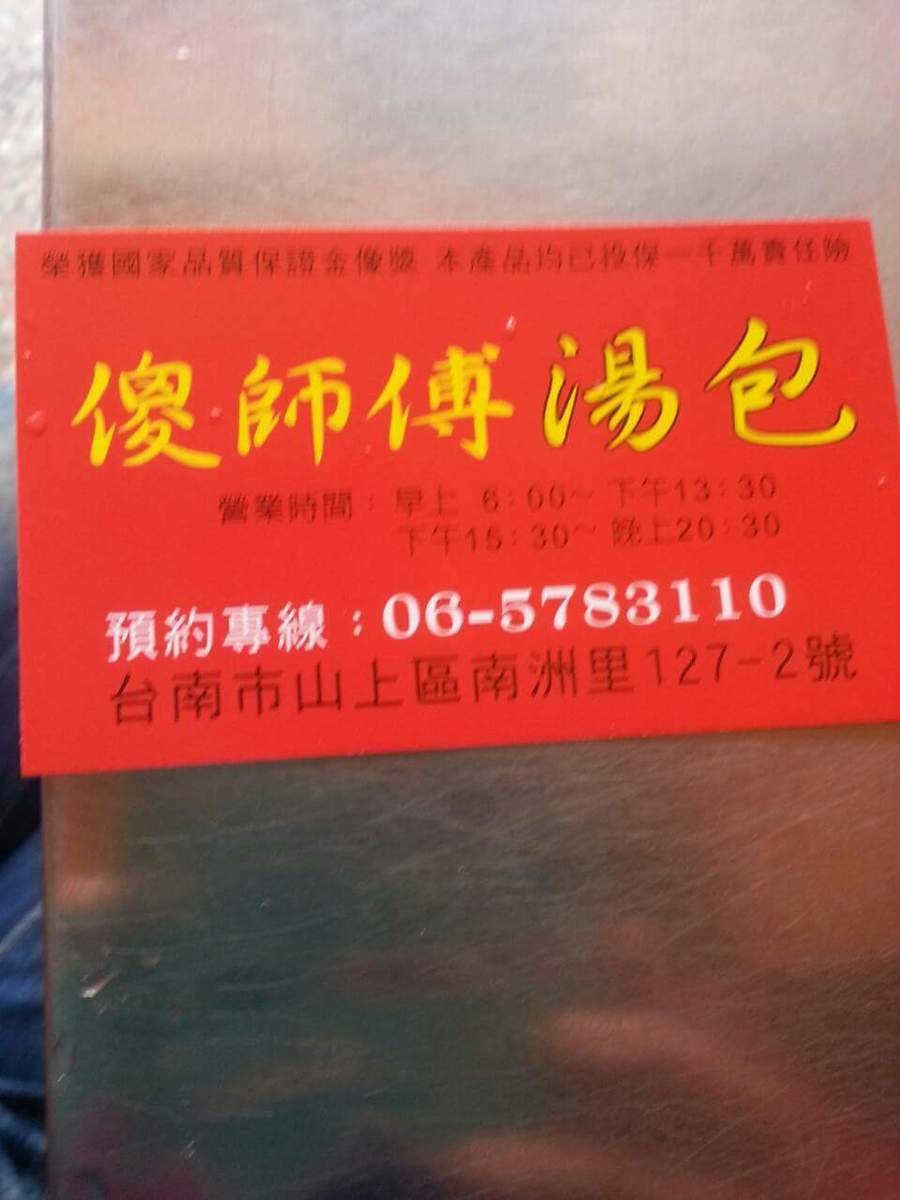 榮獲國家品質保證金像獎 本產品均已投保一千萬責任險
傻師傅湯包
營業時間：早上 6：00～下午13：30
下午15：30～晚上20：30
預約專線：06-5783110
台南市山上區南洲里127-2號